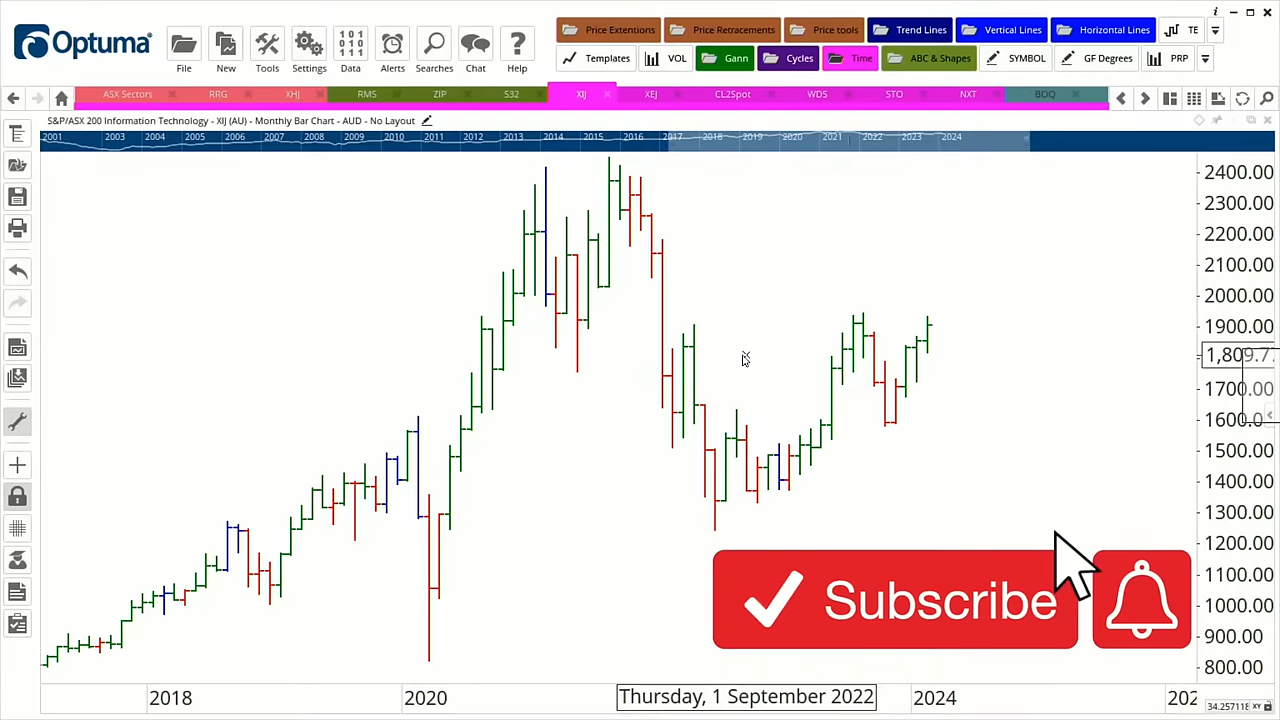 Optuma
File New Tools Settings Data Alerts Searches Chat Help
Price Extentions Price Retracements Price tools Trend Lines Vertical Lines Horizontal Lines TE
Templates VOL Gann Cycles Time ABC & Shapes SYMBOL GF Degrees PRP
ASX Sectors RRG XHJ RMS ZIP S32 XIJ XEJ CL2Spot WDS STO NXT BOQ
S&P/ASX 200 Information Technology - XIJ (AU) - Monthly Bar Chart - AUD - No Layout
2001 2003 2004 2005 2006 2007 2008 2009 2010 2011 2012 2013 2014 2015 2016 2017 2018 2019 2020 2021 2022 2023 2024
2400.00
2300.00
2200.00
2100.00
2000.00
1900.00
1,809.7
1700.00
1600.0
1500.00
1400.00
1300.00
1200.00
1100.00
1000.00
900.00
800.00
Subscribe
2018 2020 Thursday, 1 September 2022 2024 202
34.257118 XY